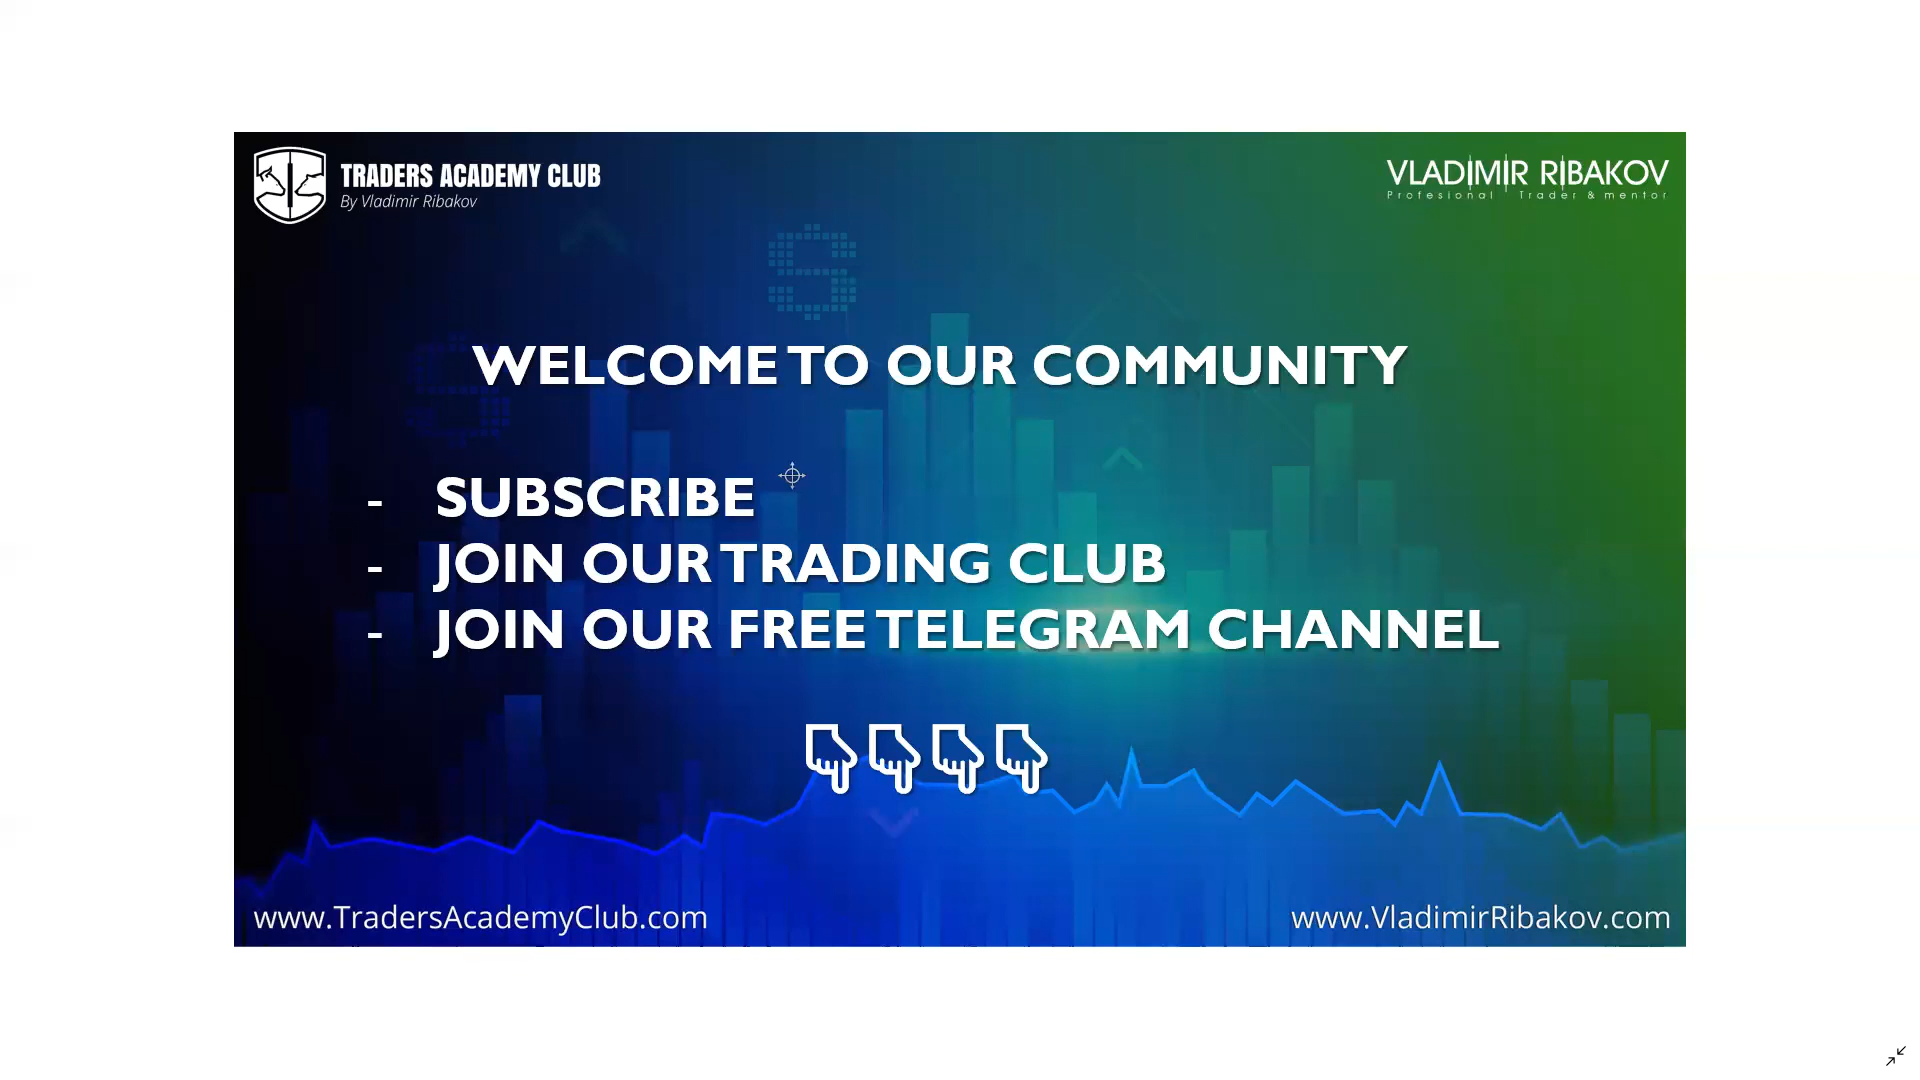 TRADERS ACADEMY CLUB
By Vladimir Ribakov
VLADIMIR RIBAKOV
Profesional Trader & mentor
WELCOME TO OUR COMMUNITY
- SUBSCRIBE
- JOIN OUR TRADING CLUB
- JOIN OUR FREE TELEGRAM CHANNEL
www.TradersAcademyClub.com
www.VladimirRibakov.com